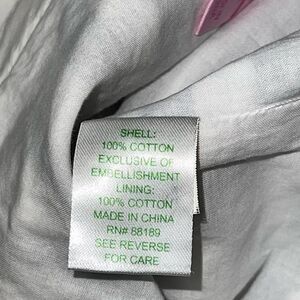 SHELL:
100% COTTON
EXCLUSIVE OF
EMBELLISHMENT
LINING:
100% COTTON
MADE IN CHINA
RN# 88189
SEE REVERSE
FOR CARE